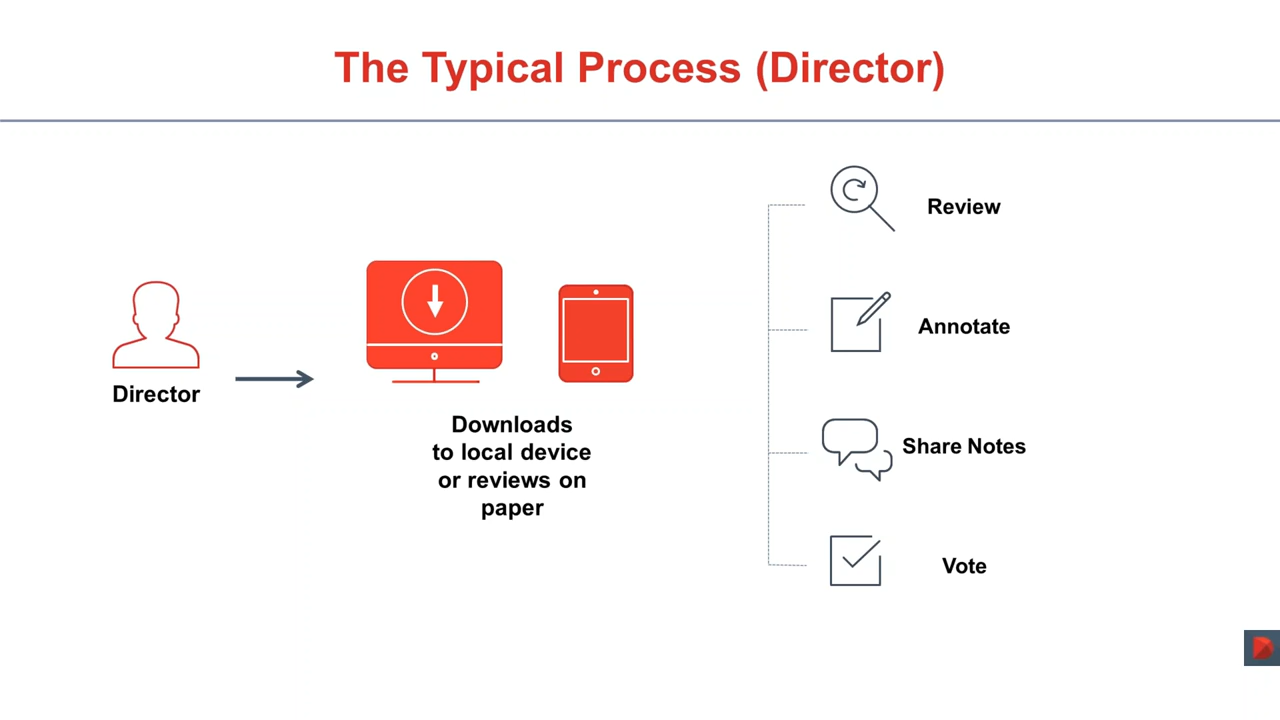 The Typical Process (Director)
Director
Downloads
to local device
or reviews on
paper
Review
Annotate
Share Notes
Vote